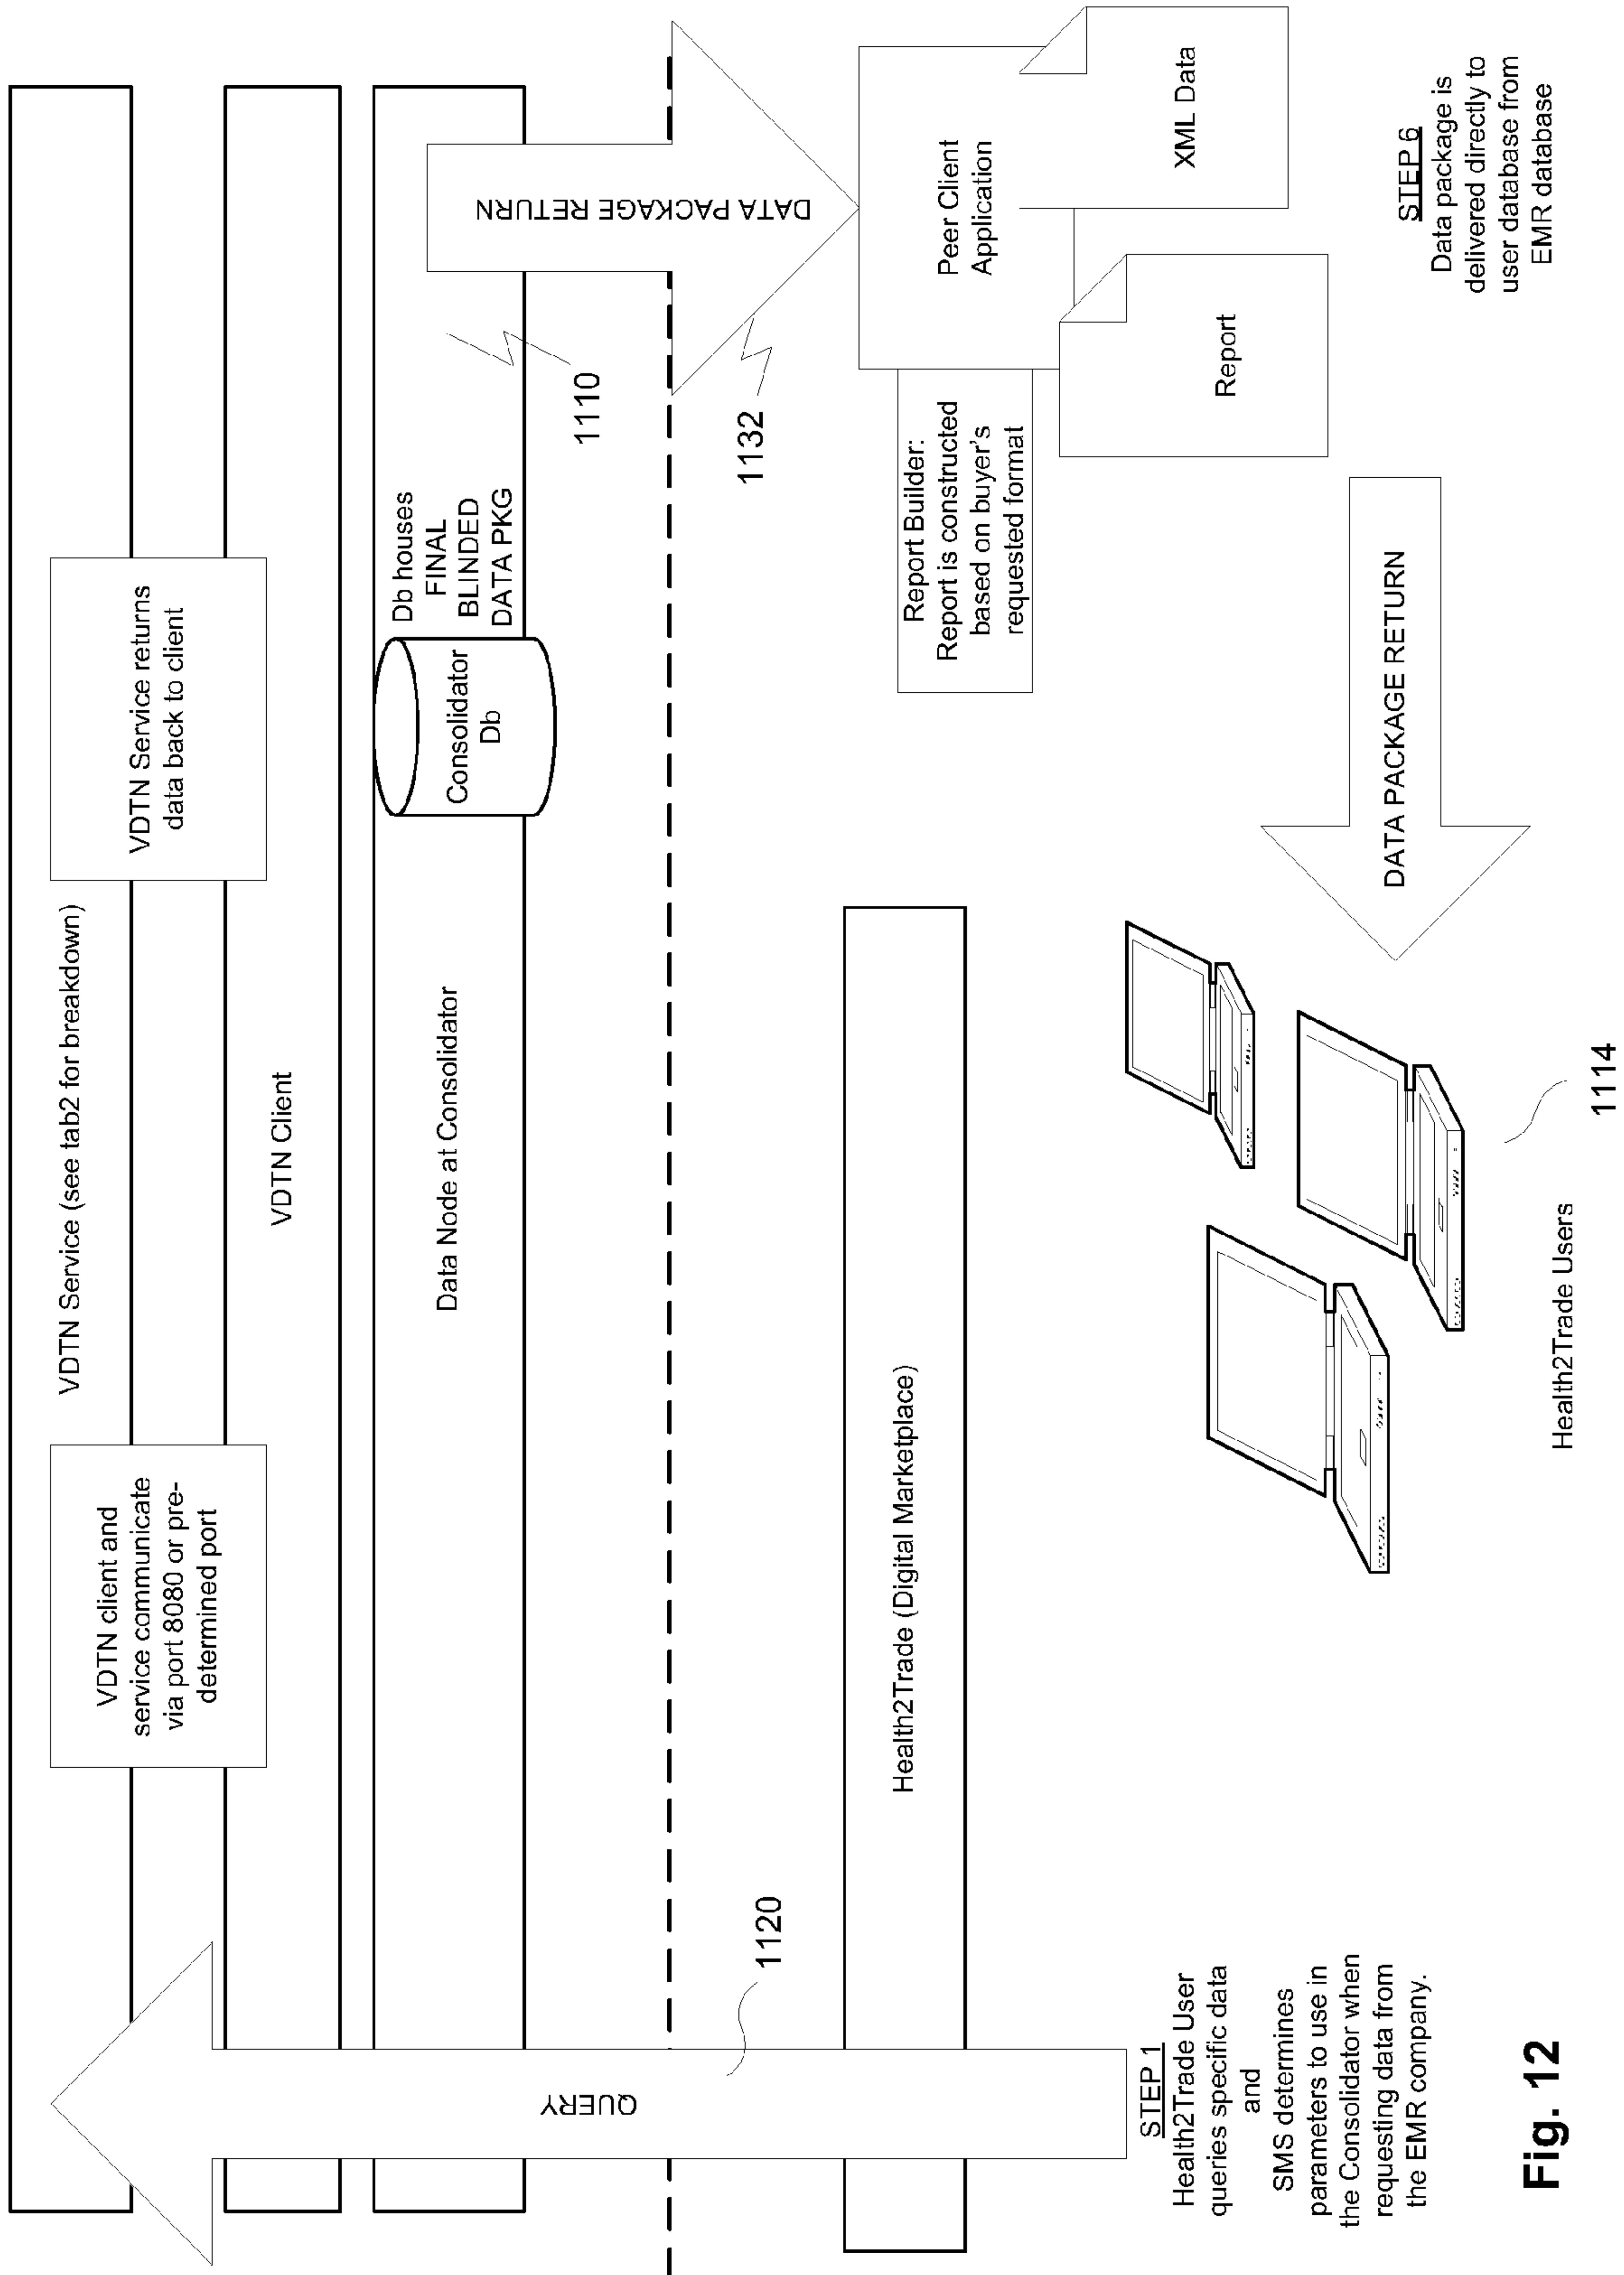 VDTN Service (see tab2 for breakdown)
VDTN client and
service communicate
via port 8080 or pre-
determined port
VDTN Service returns
data back to client
VDTN Client
Data Node at Consolidator
Consolidator
Db
Db houses
FINAL
BLINDED
DATA PKG
1110
DATA PACKAGE RETURN
1132
QUERY
1120
Health2Trade (Digital Marketplace)
Report Builder:
Report is constructed
based on buyer's
requested format
Peer Client
Application
XML Data
Report
STEP 1
Health2Trade User
queries specific data
and
SMS determines
parameters to use in
the Consolidator when
requesting data from
the EMR company.
Health2Trade Users
1114
DATA PACKAGE RETURN
STEP 6
Data package is
delivered directly to
user database from
EMR database
Fig. 12